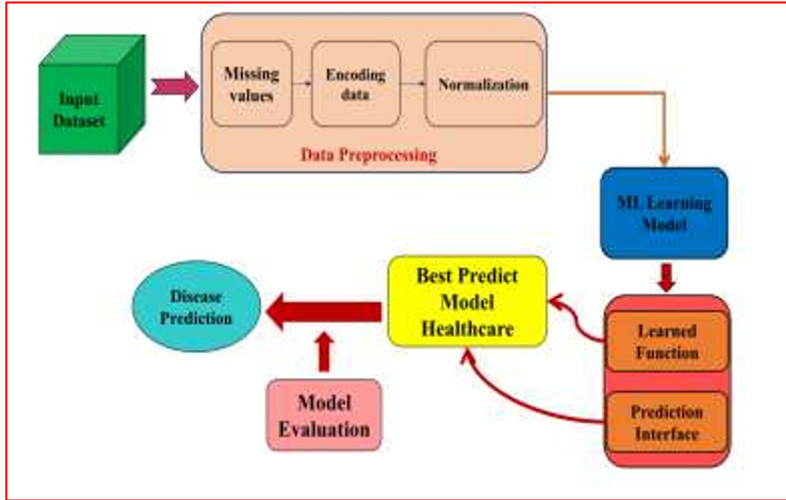 Input
Dataset
Missing
values
Encoding
data
Normalization
Data Preprocessing
ML Learning
Model
Learned
Function
Prediction
Interface
Best Predict
Model
Healthcare
Model
Evaluation
Disease
Prediction